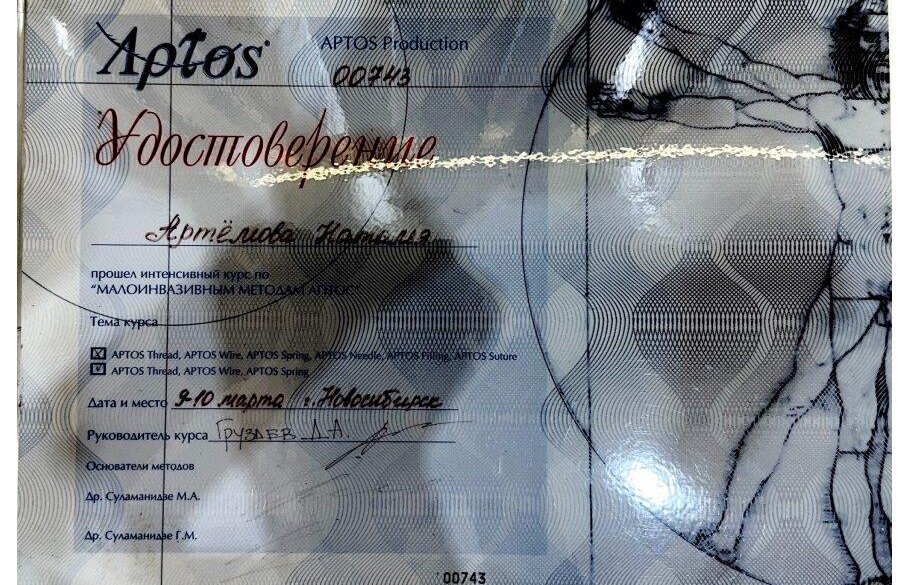 Aptos
APTOS Production
00743
Удостоверение
Артёмова Наталия
прошел интенсивный курс по
"МАЛОИНВАЗИВНЫМ МЕТОДАМ АПТОС"
Тема курса
APTOS Thread, APTOS Wire, APTOS Spring, APTOS Needle, APTOS Filling, APTOS Suture
APTOS Thread, APTOS Wire, APTOS Spring
Дата и место 9-10 марта г. Новосибирск
Руководитель курса Груздев Д.А.
Основатели методов
Др. Суламанидзе М.А.
Др. Суламанидзе Г.М.
00743